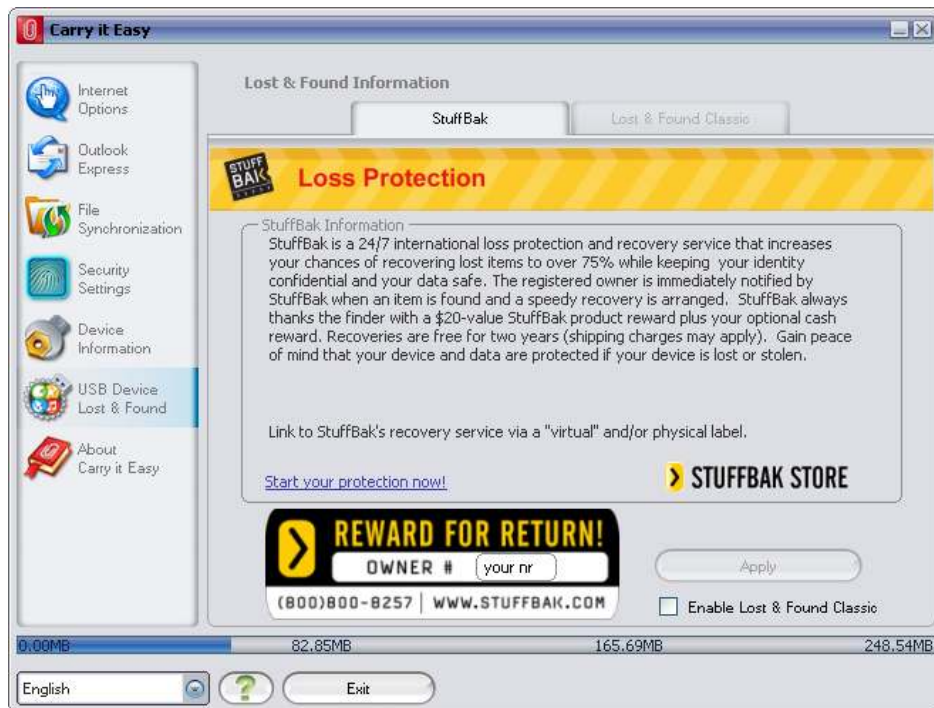 Carry it Easy
Internet
Options
Outlook
Express
File
Synchronization
Security
Settings
Device
Information
USB Device
Lost & Found
About
Carry it Easy
Lost & Found Information
StuffBak
Lost & Found Classic
STUFF
BAK
Loss Protection
StuffBak Information
StuffBak is a 24/7 international loss protection and recovery service that increases
your chances of recovering lost items to over 75% while keeping your identity
confidential and your data safe. The registered owner is immediately notified by
StuffBak when an item is found and a speedy recovery is arranged. StuffBak always
thanks the finder with a $20-value StuffBak product reward plus your optional cash
reward. Recoveries are free for two years (shipping charges may apply). Gain peace
of mind that your device and data are protected if your device is lost or stolen.
Link to StuffBak's recovery service via a "virtual" and/or physical label.
Start your protection now!
STUFFBAK STORE
REWARD FOR RETURN!
OWNER # your nr
(800)800-8257 | WWW.STUFFBAK.COM
Apply
Enable Lost & Found Classic
0.00MB 82.85MB 165.69MB 248.54MB
English
?
Exit